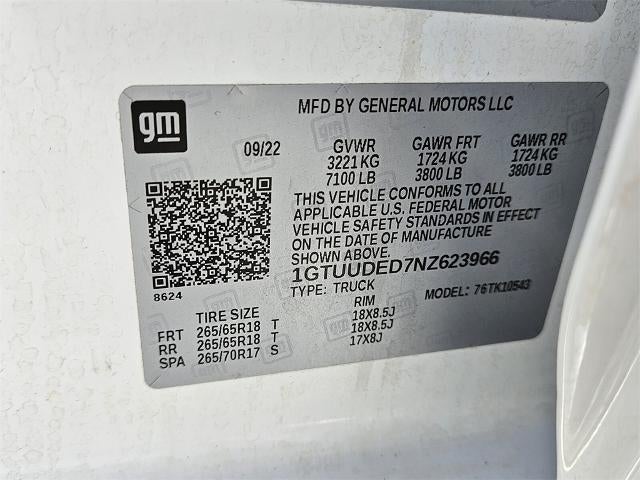 gm
MFD BY GENERAL MOTORS LLC
09/22 GVWR GAWR FRT GAWR RR
3221 KG 1724 KG 1724 KG
7100 LB 3800 LB 3800 LB
THIS VEHICLE CONFORMS TO ALL
APPLICABLE U.S. FEDERAL MOTOR
VEHICLE SAFETY STANDARDS IN EFFECT
ON THE DATE OF MANUFACTURE
SHOWN ABOVE.
1GTUUDED7NZ623966
8624
TYPE: TRUCK MODEL: 76TK10543
TIRE SIZE RIM
FRT 265/65R18 T 18X8.5J
RR 265/65R18 T 18X8.5J
SPA 265/70R17 S 17X8J